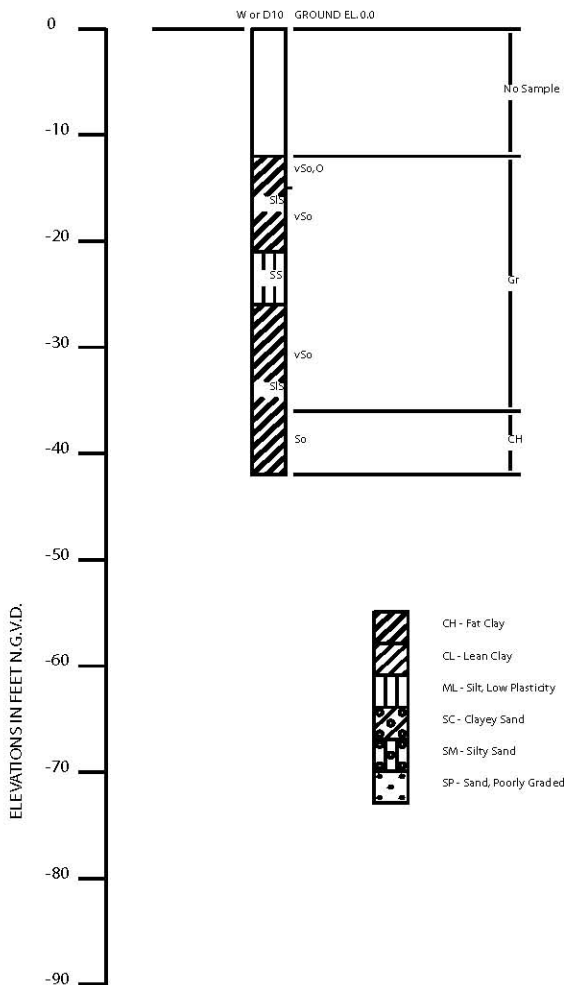 W or D10 GROUND EL. 0.0
0
No Sample
-10
vSo,O
SIS
vSo
-20
SS
Gr
-30
vSo
SIS
So
CH
-40
-50
ELEVATIONS IN FEET N.G.V.D.
CH - Fat Clay
CL - Lean Clay
-60
ML - Silt, Low Plasticity
SC - Clayey Sand
SM - Silty Sand
-70
SP - Sand, Poorly Graded
-80
-90